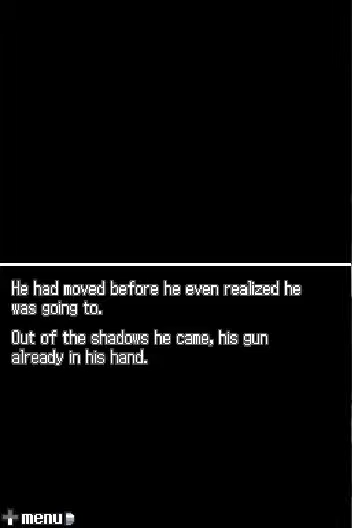 He had moved before he even realized he
was going to.
Out of the shadows he came, his gun
already in his hand.
menu